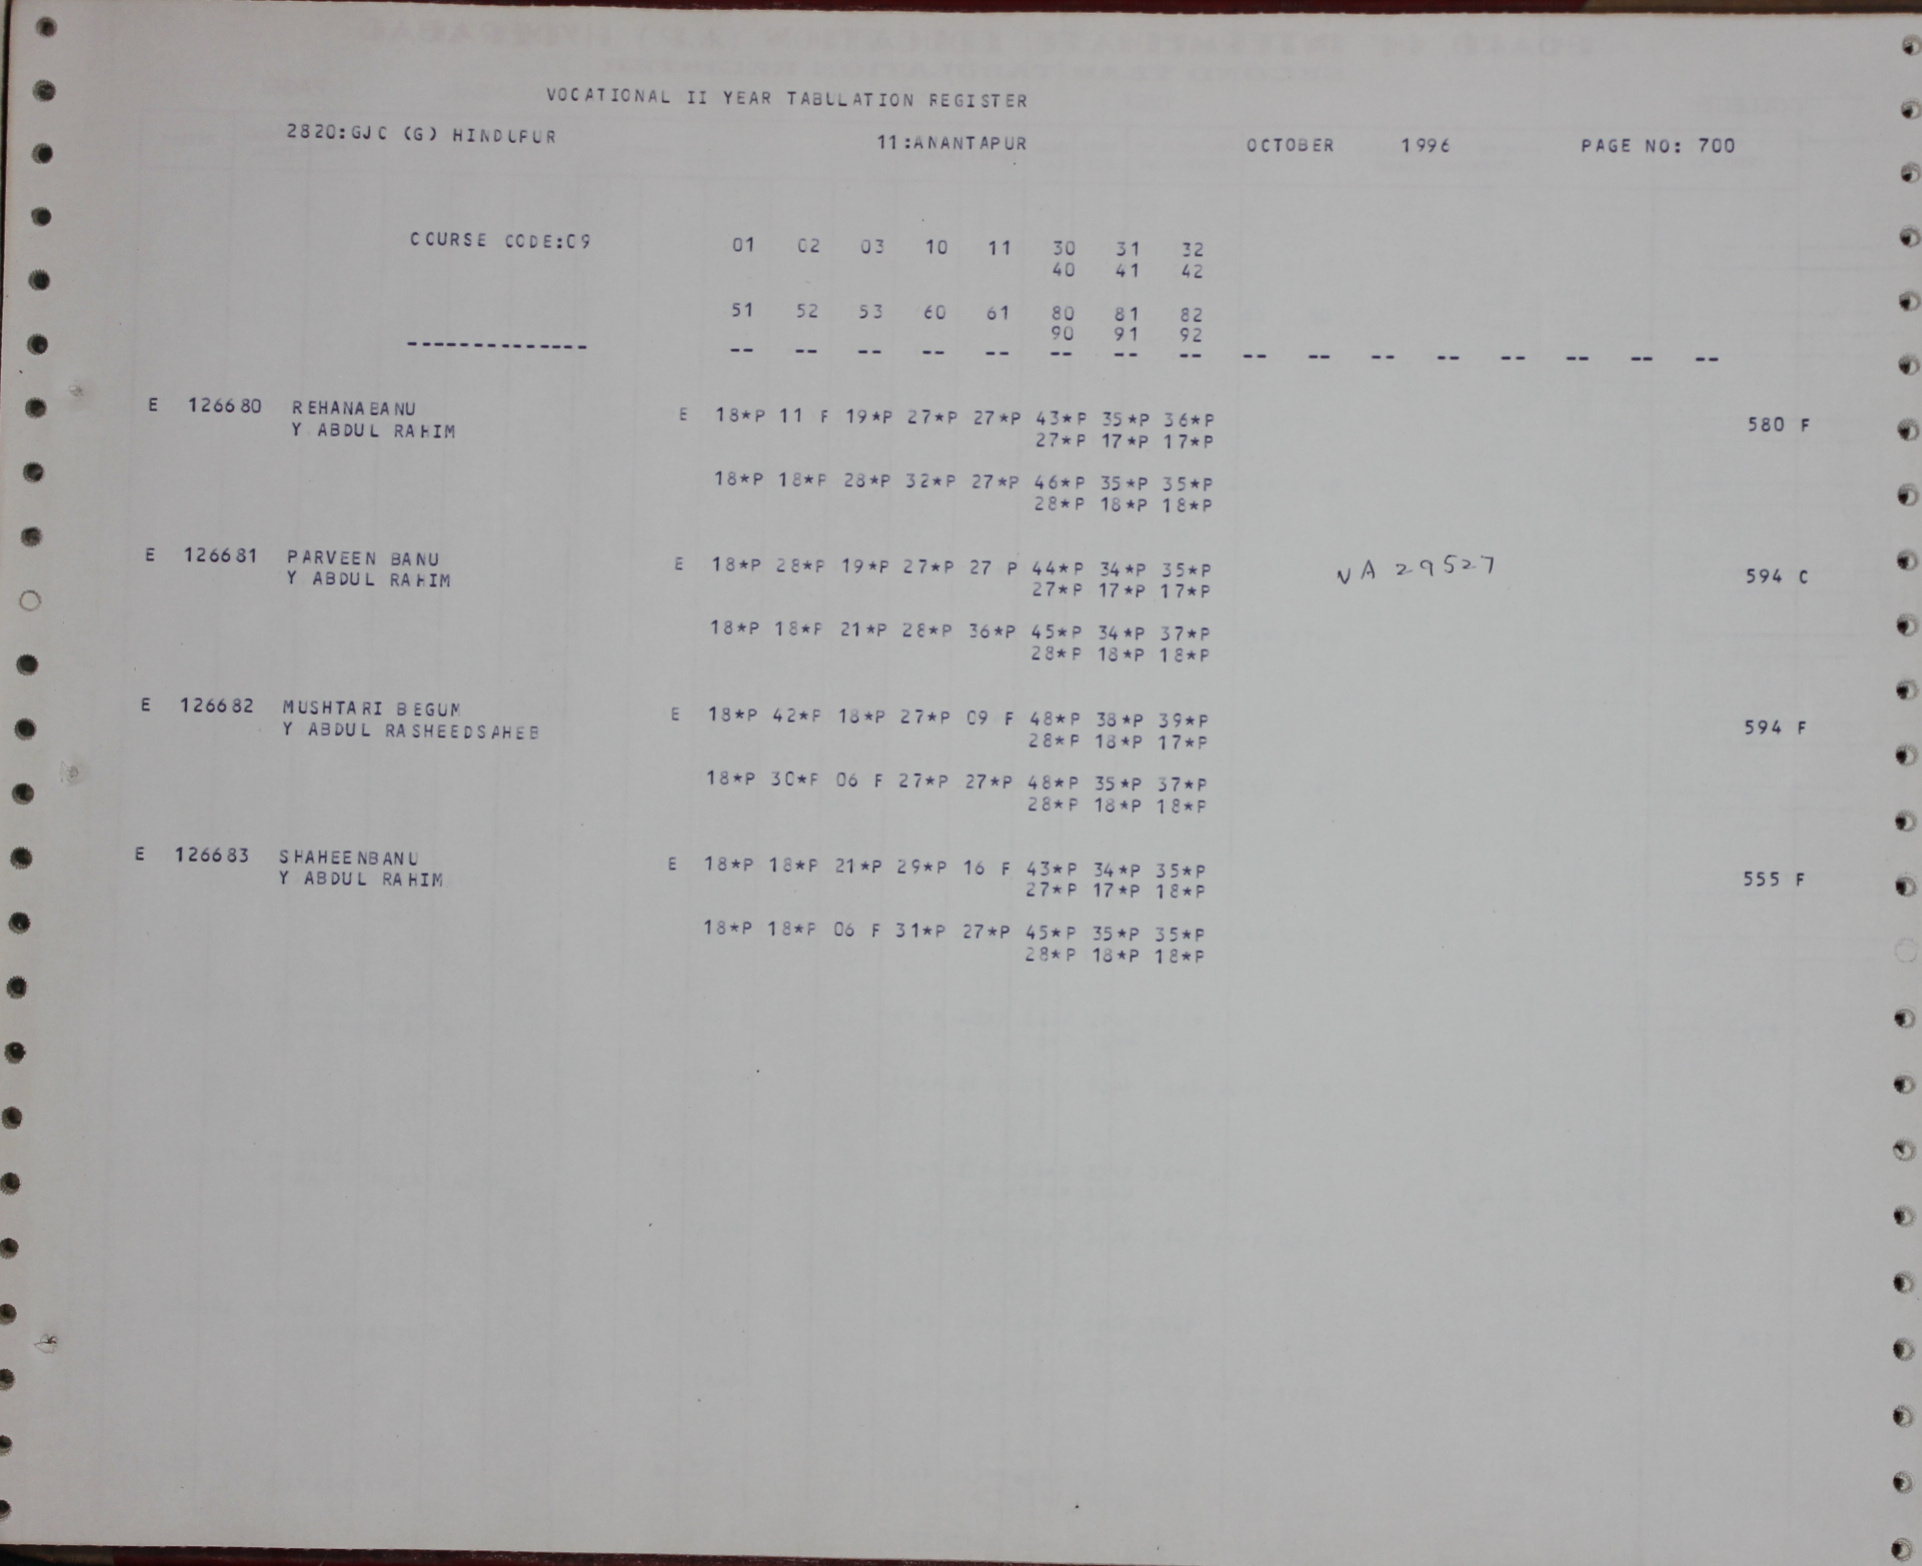 VOCATIONAL II YEAR TABULATION REGISTER
2820:GJC (G) HINDUPUR 11:ANANTAPUR OCTOBER 1996 PAGE NO: 700
COURSE CODE:09 01 02 03 10 11 30 31 32
40 41 42
51 52 53 60 61 80 81 82
90 91 92
-------------- -- -- -- -- -- -- -- -- -- -- -- -- -- -- -- --
E 126680 REHANABANU E 18*P 11 F 19*P 27*P 27*P 43*P 35*P 36*P 580 F
Y ABDUL RAHIM 27*P 17*P 17*P
18*P 18*P 28*P 32*P 27*P 46*P 35*P 35*P
28*P 18*P 18*P
E 126681 PARVEEN BANU E 18*P 28*P 19*P 27*P 27 P 44*P 34*P 35*P VA 29527 594 C
Y ABDUL RAHIM 27*P 17*P 17*P
18*P 18*P 21*P 28*P 36*P 45*P 34*P 37*P
28*P 18*P 18*P
E 126682 MUSHTARI BEGUM E 18*P 42*P 18*P 27*P 09 F 48*P 38*P 39*P 594 F
Y ABDUL RASHEEDSAHEB 28*P 18*P 17*P
18*P 30*P 06 F 27*P 27*P 48*P 35*P 37*P
28*P 18*P 18*P
E 126683 SHAHEENBANU E 18*P 18*P 21*P 29*P 16 F 43*P 34*P 35*P 555 F
Y ABDUL RAHIM 27*P 17*P 18*P
18*P 18*P 06 F 31*P 27*P 45*P 35*P 35*P
28*P 18*P 18*P